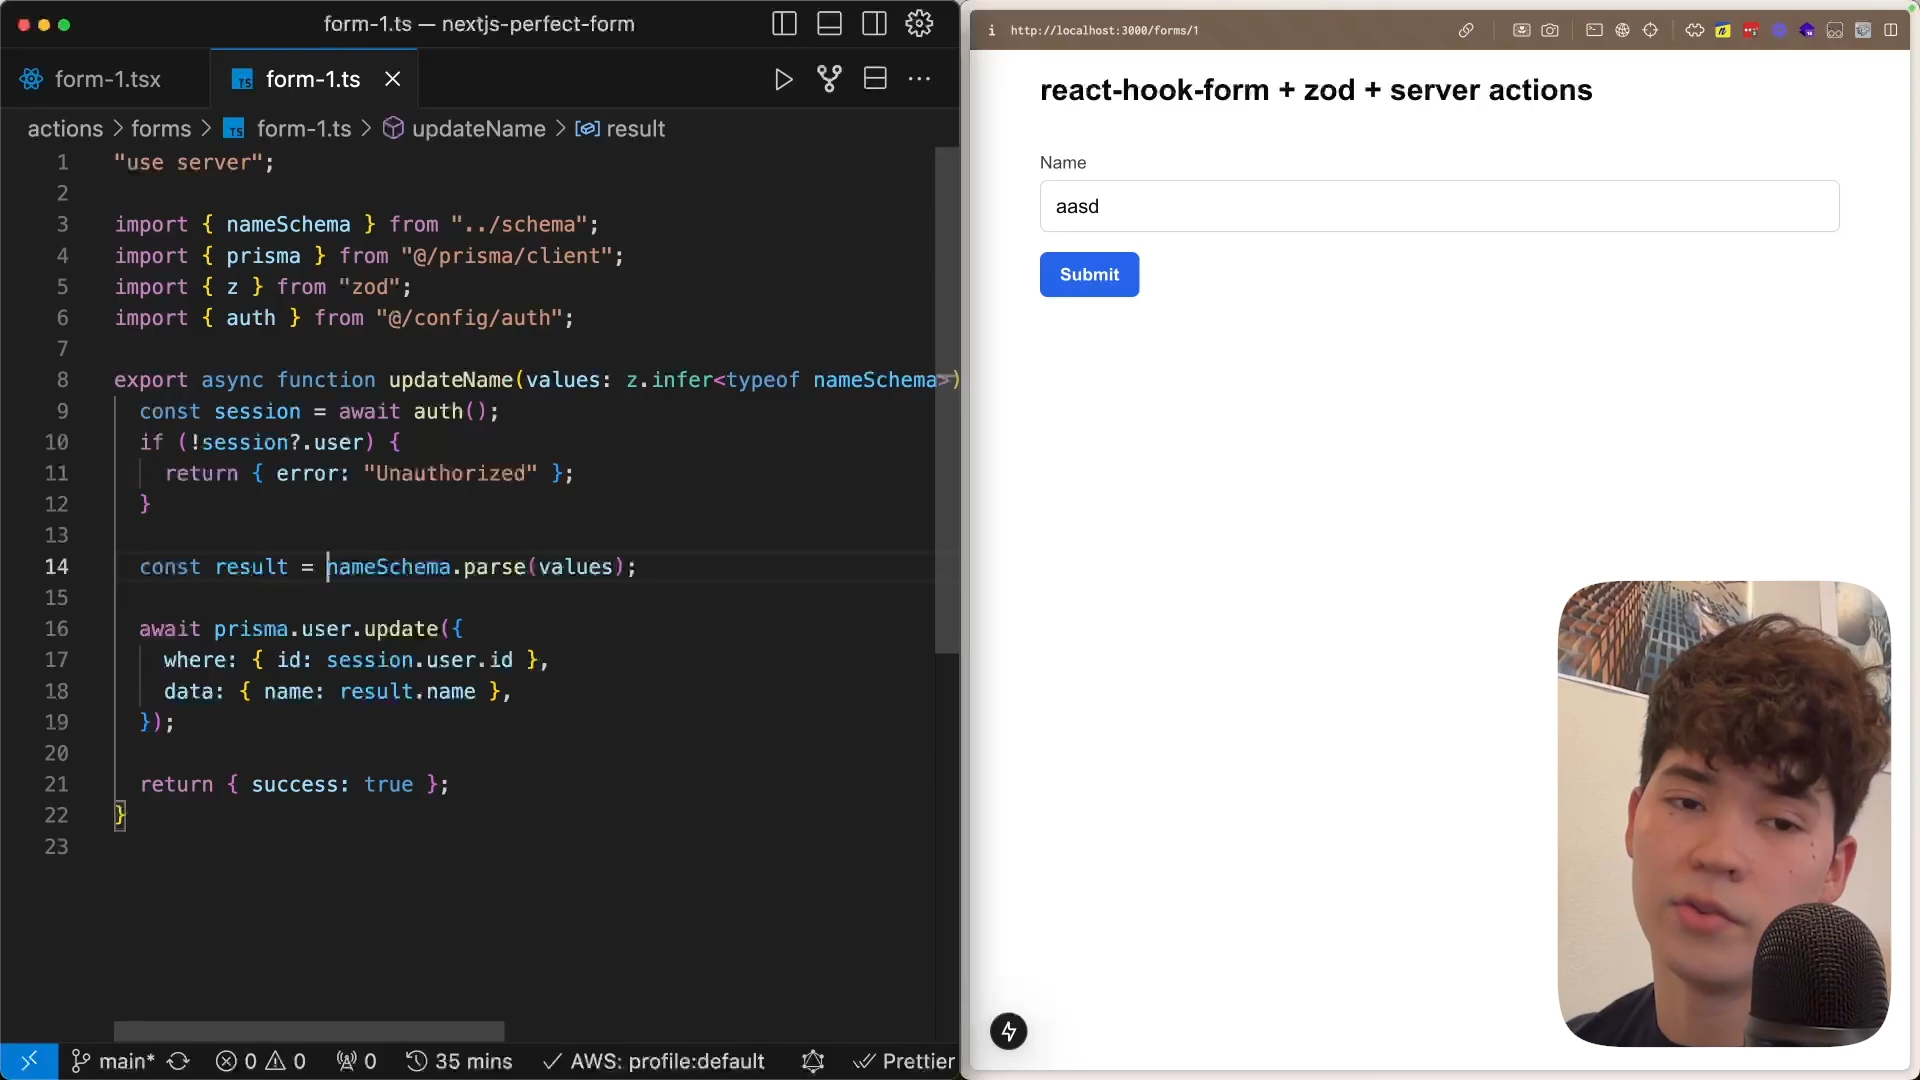 form-1.ts — nextjs-perfect-form
form-1.tsx
form-1.ts
actions > forms > form-1.ts > updateName > result
1 "use server";
2
3 import { nameSchema } from "../schema";
4 import { prisma } from "@/prisma/client";
5 import { z } from "zod";
6 import { auth } from "@/config/auth";
7
8 export async function updateName(values: z.infer<typeof nameSchema>)
9 const session = await auth();
10 if (!session?.user) {
11 return { error: "Unauthorized" };
12 }
13
14 const result = nameSchema.parse(values);
15
16 await prisma.user.update({
17 where: { id: session.user.id },
18 data: { name: result.name },
19 });
20
21 return { success: true };
22 }
23
main* 0 0 0 35 mins AWS: profile:default Prettier
http://localhost:3000/forms/1
react-hook-form + zod + server actions
Name
aasd
Submit